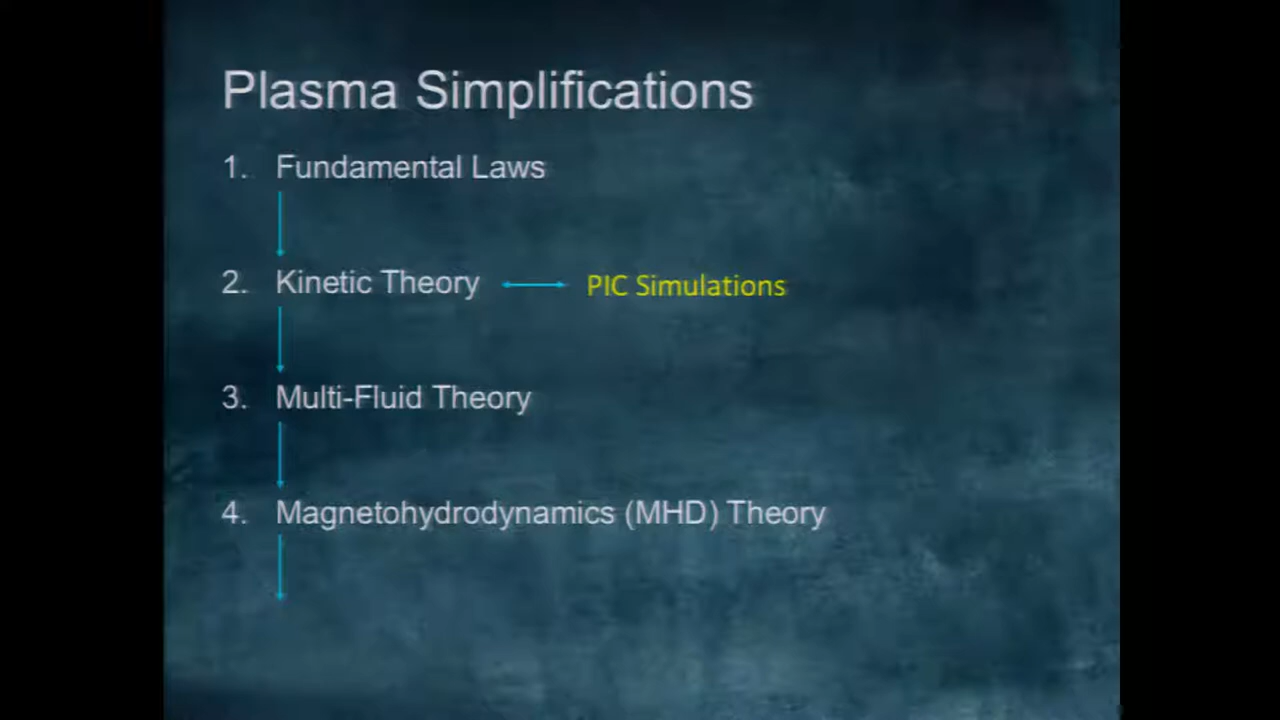 Plasma Simplifications
1. Fundamental Laws
2. Kinetic Theory PIC Simulations
3. Multi-Fluid Theory
4. Magnetohydrodynamics (MHD) Theory